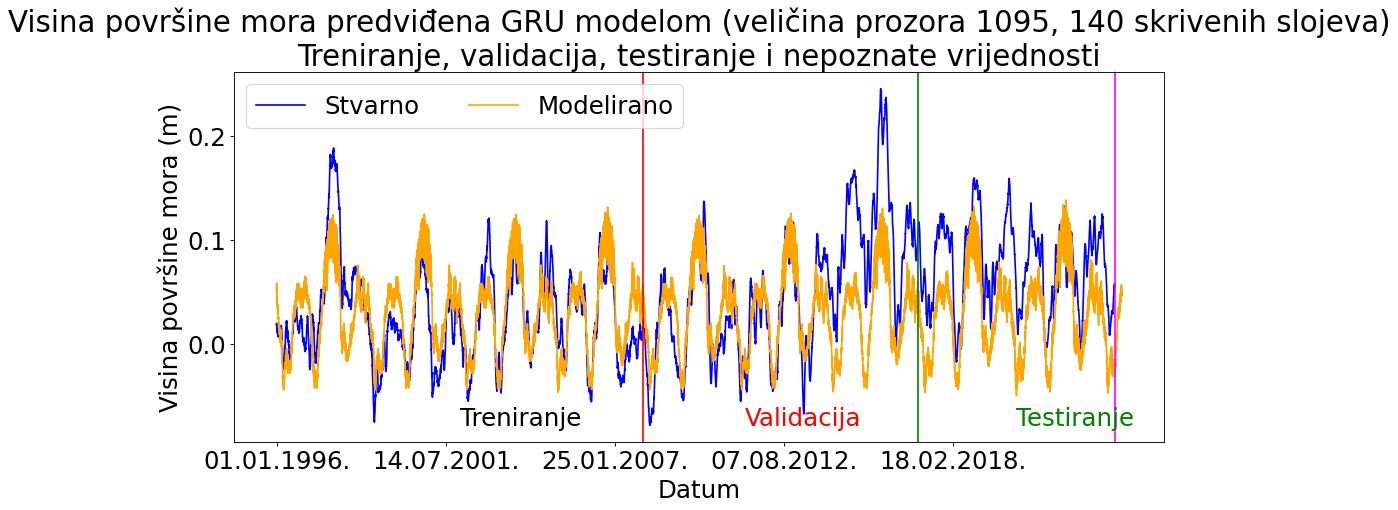 Visina površine mora predviđena GRU modelom (veličina prozora 1095, 140 skrivenih slojeva)
Treniranje, validacija, testiranje i nepoznate vrijednosti
Stvarno Modelirano
Visina površine mora (m)
0.2
0.1
0.0
Treniranje Validacija Testiranje
01.01.1996. 14.07.2001. 25.01.2007. 07.08.2012. 18.02.2018.
Datum